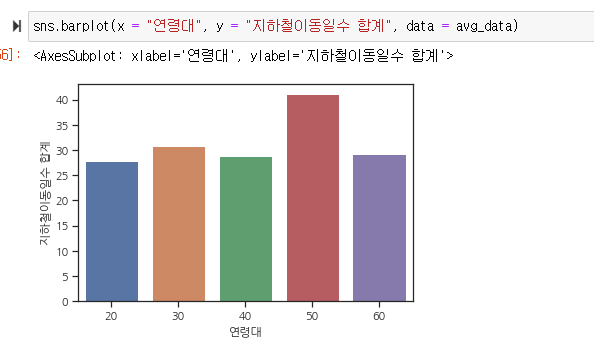 sns.barplot(x = "연령대", y = "지하철이동일수 합계", data = avg_data)
56]: <AxesSubplot: xlabel='연령대', ylabel='지하철이동일수 합계'>
40
35
30
25
20
15
10
5
0
지하철이동일수 합계
20 30 40 50 60
연령대